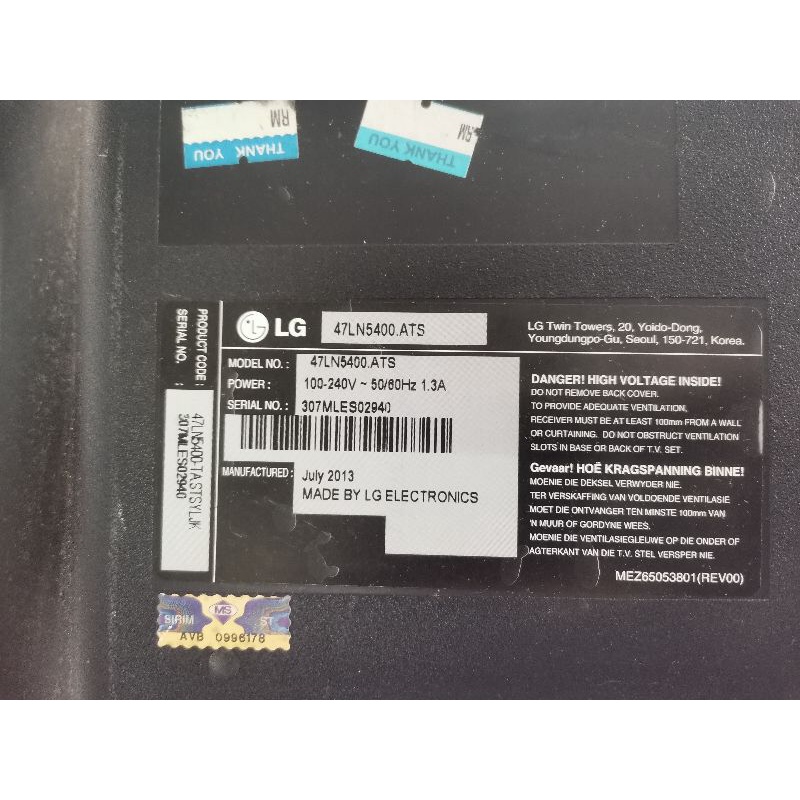 RM
THANK YOU
RM
THANK YOU
LG
47LN5400.ATS
LG Twin Towers, 20, Yoido-Dong,
Youngdungpo-Gu, Seoul, 150-721, Korea.
PRODUCT CODE :
SERIAL NO. :
47LN5400-TA.STSYLJK
307MLES02940
MODEL NO. : 47LN5400.ATS
POWER : 100-240V ~ 50/60Hz 1.3A
SERIAL NO. : 307MLES02940
MANUFACTURED : July 2013
MADE BY LG ELECTRONICS
DANGER! HIGH VOLTAGE INSIDE!
DO NOT REMOVE BACK COVER.
TO PROVIDE ADEQUATE VENTILATION,
RECEIVER MUST BE AT LEAST 100mm FROM A WALL
OR CURTAINING. DO NOT OBSTRUCT VENTILATION
SLOTS IN BASE OR BACK OF T.V. SET.
Gevaar! HOË KRAGSPANNING BINNE!
MOENIE DIE DEKSEL VERWYDER NIE.
TER VERSKAFFING VAN VOLDOENDE VENTILASIE
MOET DIE ONTVANGER TEN MINSTE 100mm VAN
'N MUUR OF GORDYNE WEES.
MOENIE DIE VENTILASIEGLEUWE OP DIE ONDER OF
AGTERKANT VAN DIE T.V. STEL VERSPER NIE.
MEZ65053801(REV00)
MS
SIRIM ST
AVB 0996178